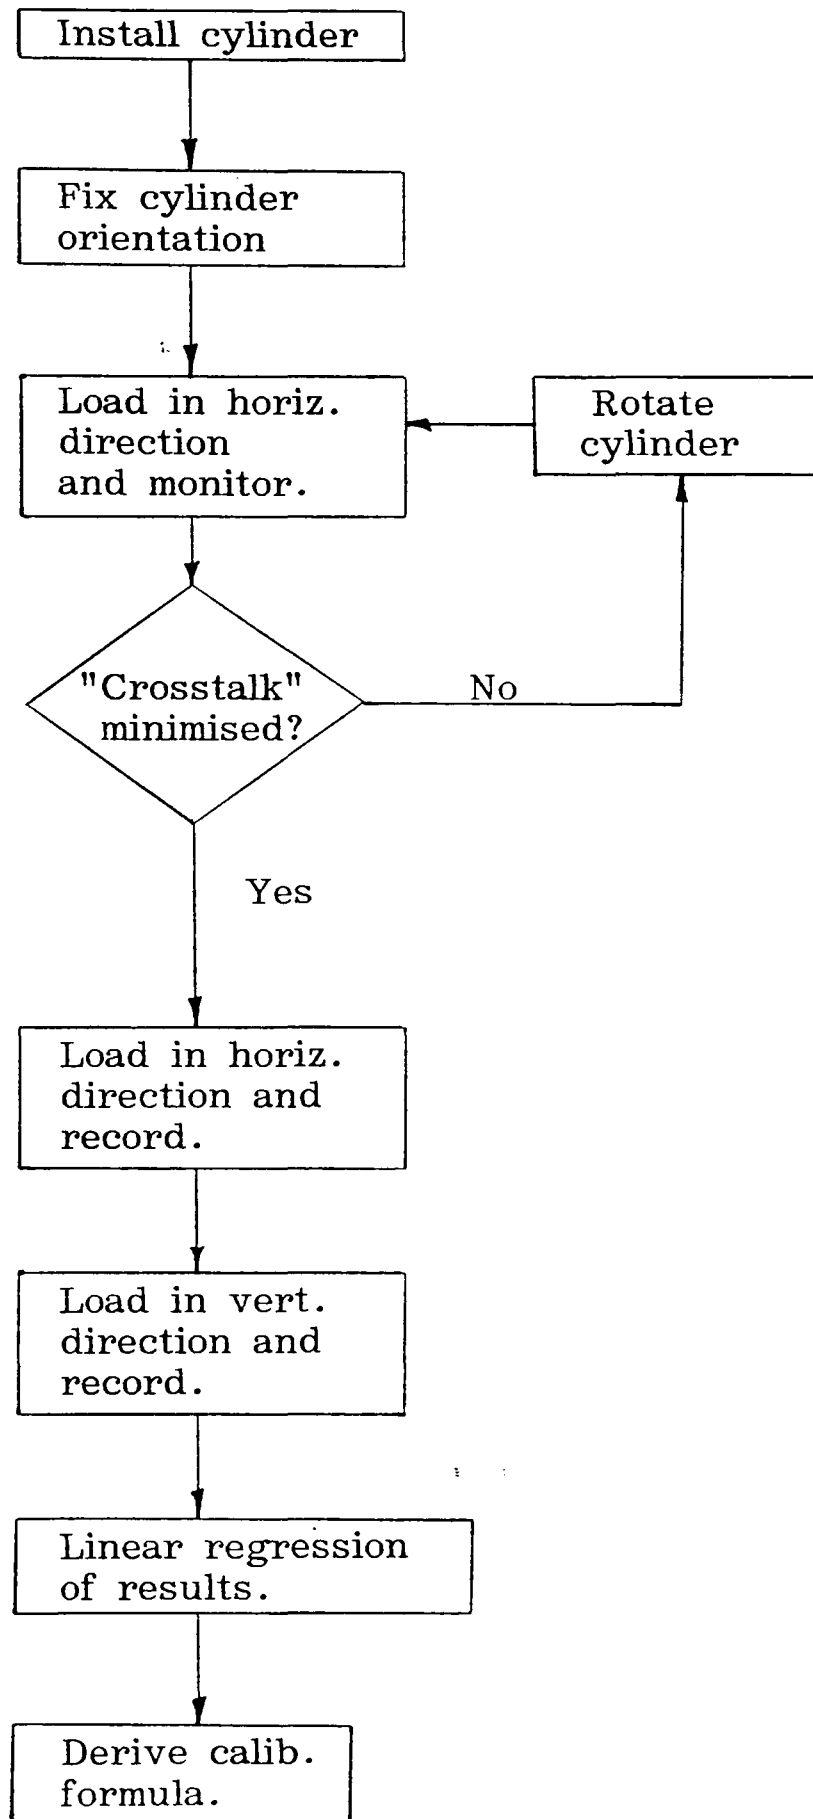 Install cylinder
Fix cylinder
orientation
Load in horiz.
direction
and monitor.
Rotate
cylinder
"Crosstalk"
minimised?
No
Yes
Load in horiz.
direction and
record.
Load in vert.
direction and
record.
Linear regression
of results.
Derive calib.
formula.